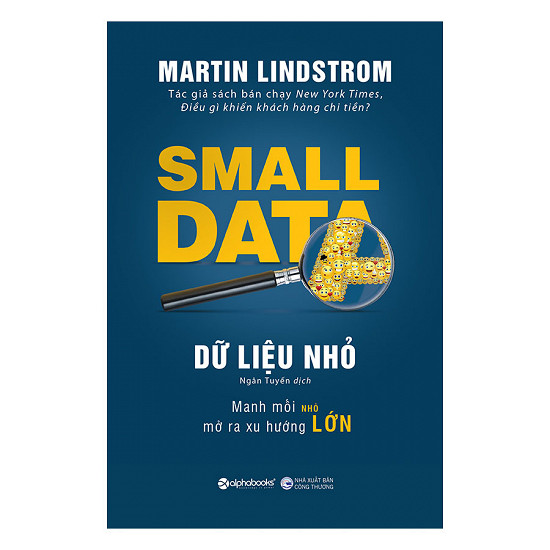 MARTIN LINDSTROM
Tác giả sách bán chạy New York Times,
Điều gì khiến khách hàng chi tiền?
SMALL
DATA
DỮ LIỆU NHỎ
Ngân Tuyến dịch
Manh mối NHỎ
mở ra xu hướng LỚN
alphabooks
NHÀ XUẤT BẢN
CÔNG THƯƠNG